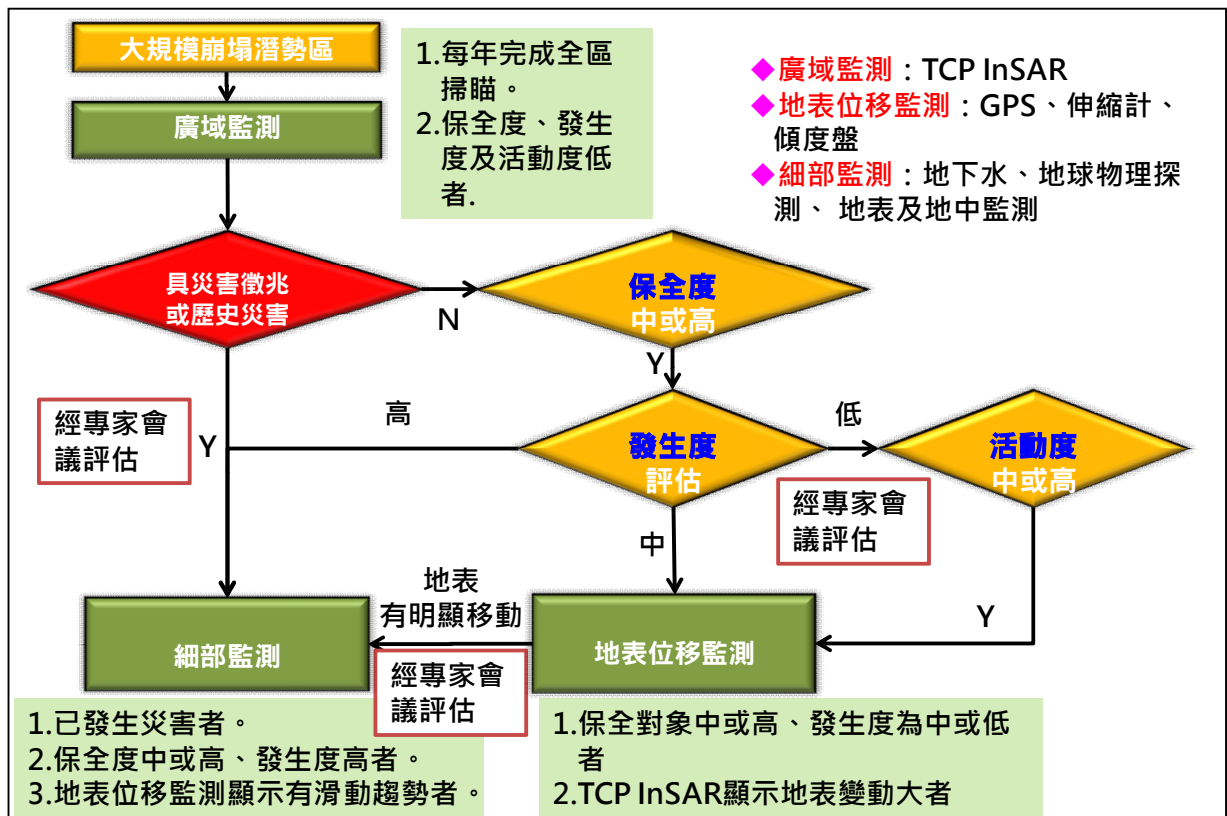 大規模崩塌潛勢區
廣域監測
1.每年完成全區
掃瞄。
2.保全度、發生
度及活動度低
者.
◆廣域監測：TCP InSAR
◆地表位移監測：GPS、伸縮計、
傾度盤
◆細部監測：地下水、地球物理探
測、 地表及地中監測
具災害徵兆
或歷史災害
N
保全度
中或高
Y
經專家會
議評估
Y
高
發生度
評估
低
活動度
中或高
經專家會
議評估
中
Y
地表
有明顯移動
細部監測
經專家會
議評估
地表位移監測
1.已發生災害者。
2.保全度中或高、發生度高者。
3.地表位移監測顯示有滑動趨勢者。
1.保全對象中或高、發生度為中或低
者
2.TCP InSAR顯示地表變動大者